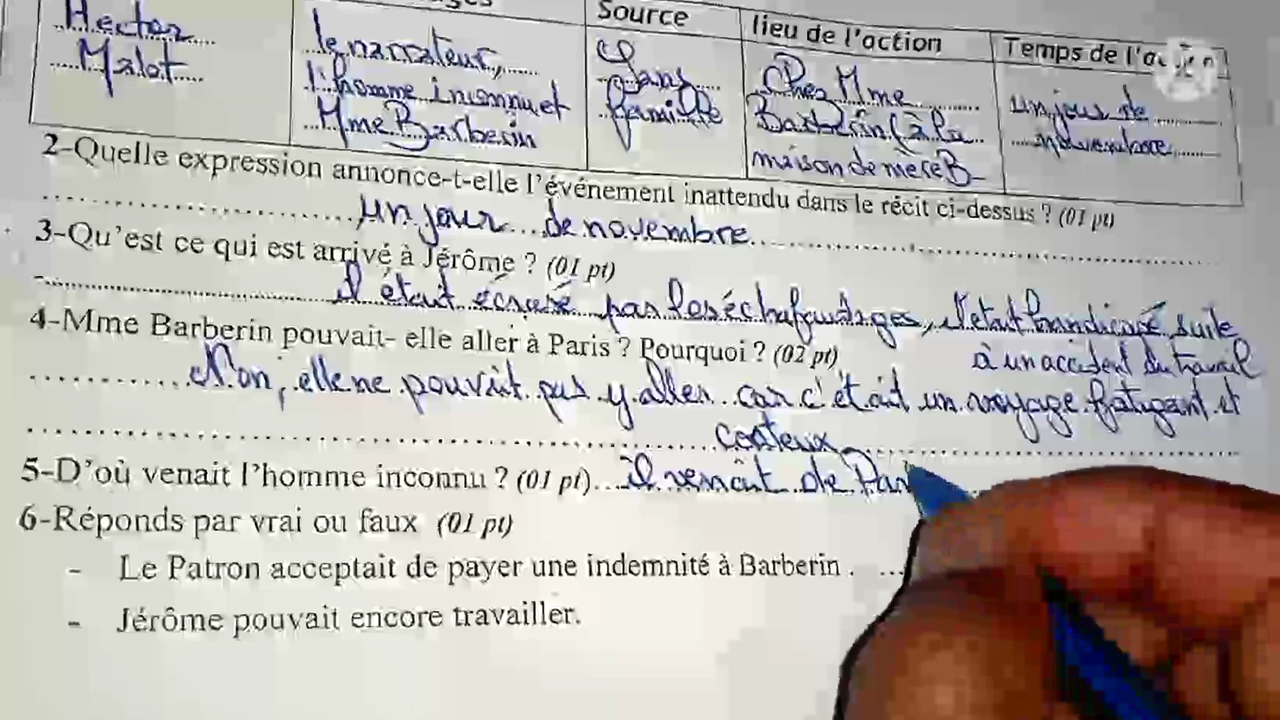 Source lieu de l'action Temps de l'ac
Hector le narrateur, Sans Chez Mme un jour de
Malot l'homme inconnu et famille Barberin (à la novembre
Mme Barberin maison de mère B-
2-Quelle expression annonce-t-elle l'événement inattendu dans le récit ci-dessus ? (01 pt)
un jour de novembre
3-Qu'est ce qui est arrivé à Jérôme ? (01 pt)
il était écrasé par les échafaudages, il était handicapé suite
à un accident du travail
4-Mme Barberin pouvait- elle aller à Paris ? Pourquoi ? (02 pt)
Non, elle ne pouvait pas y aller car c'était un voyage fatigant et
couteux
5-D'où venait l'homme inconnu ? (01 pt) il venait de Par
6-Réponds par vrai ou faux (01 pt)
- Le Patron acceptait de payer une indemnité à Barberin .
- Jérôme pouvait encore travailler.